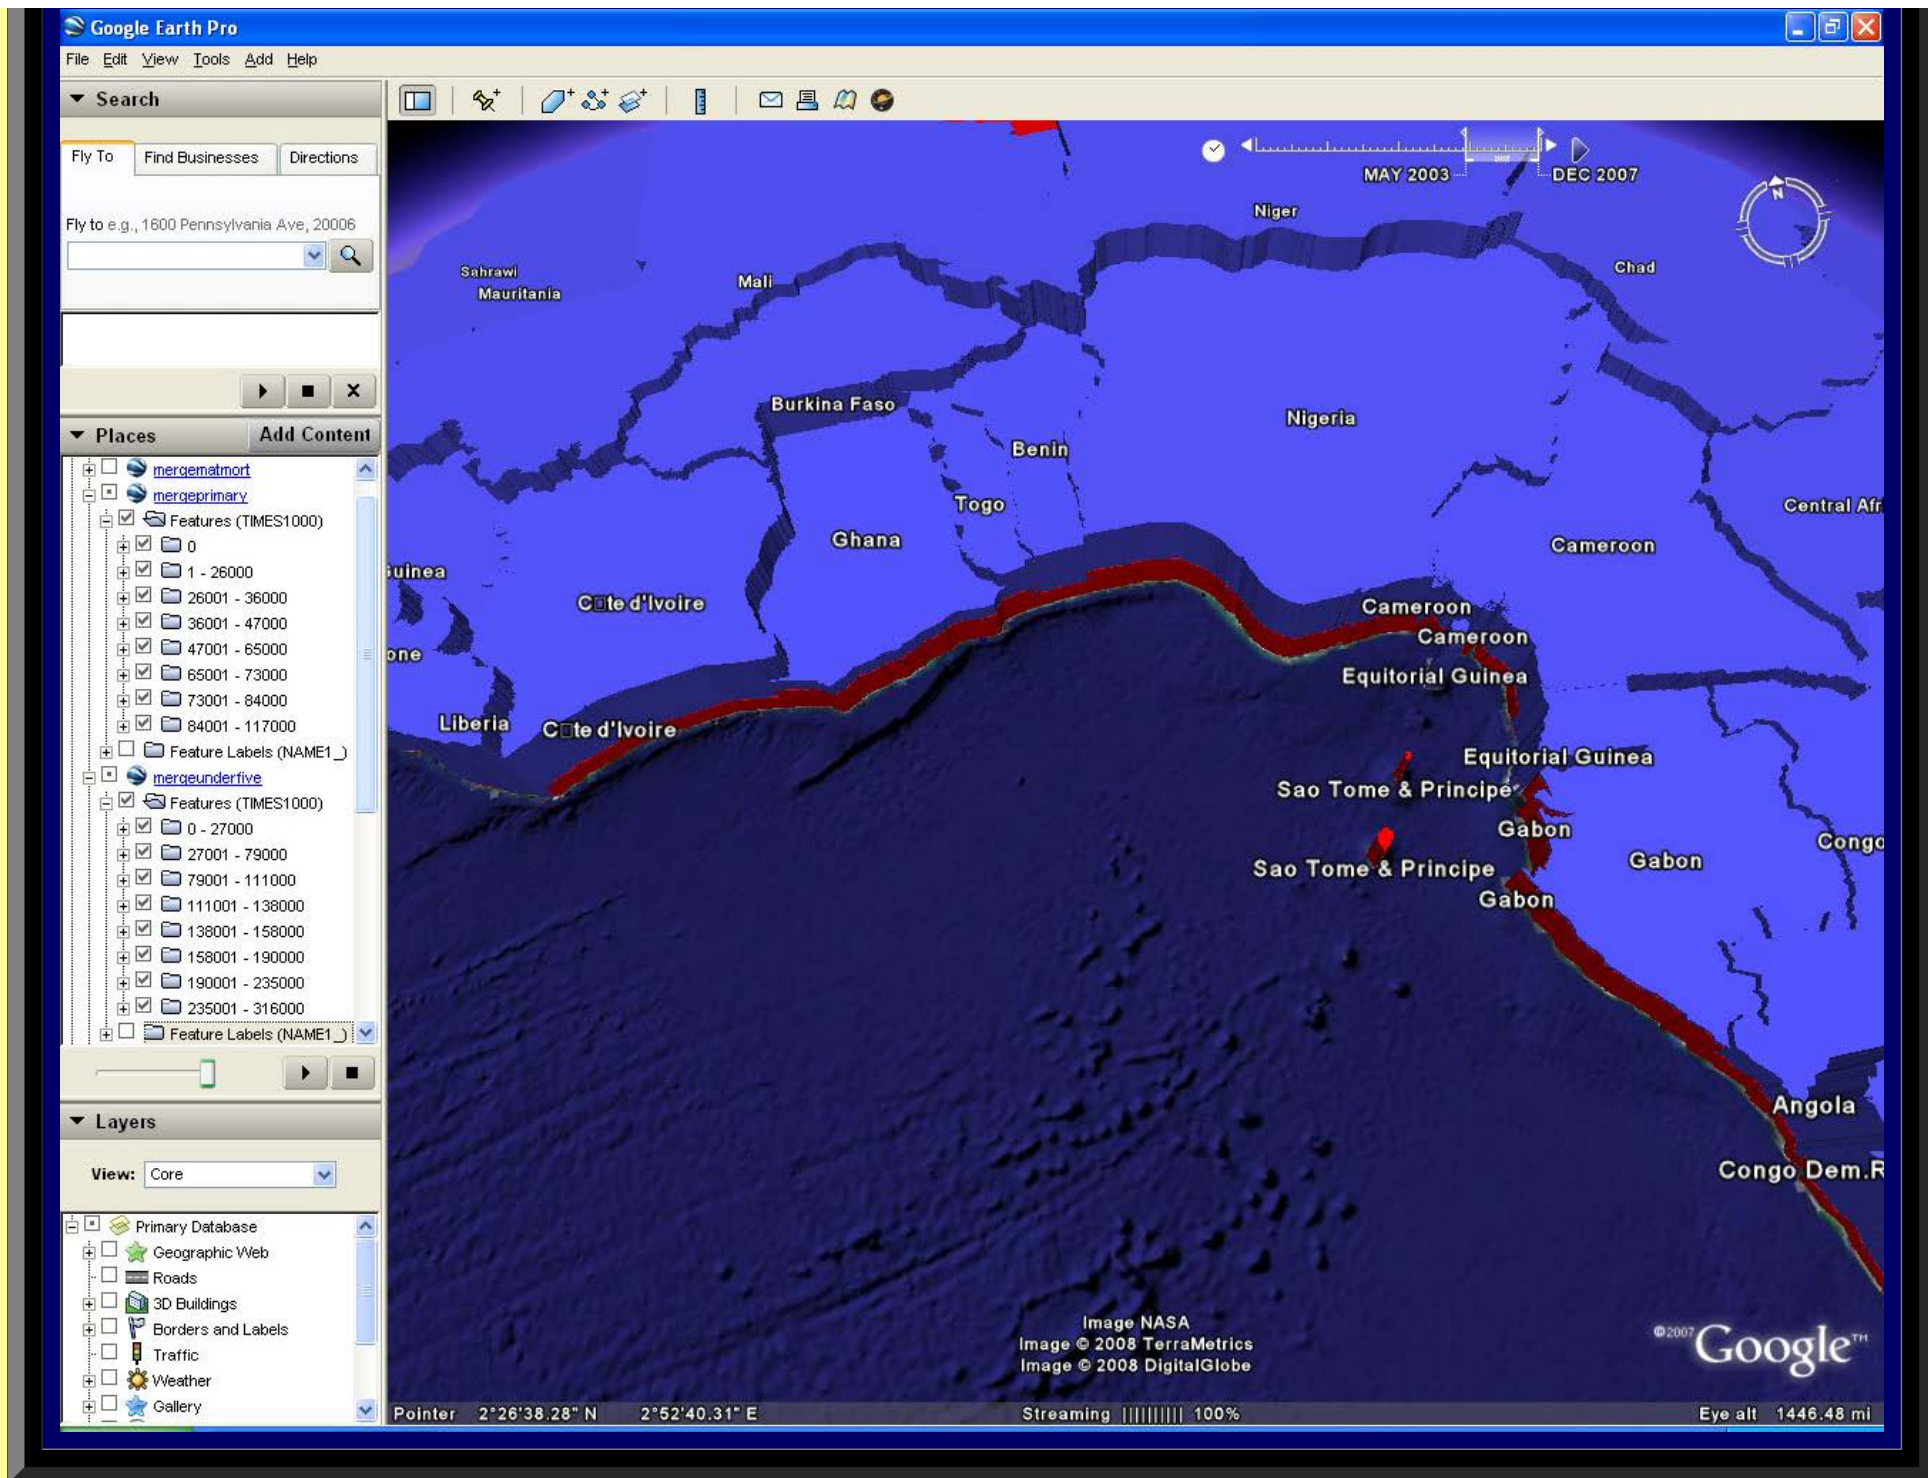 Google Earth Pro
File Edit View Tools Add Help
Search
Fly To Find Businesses Directions
Fly to e.g., 1600 Pennsylvania Ave, 20006
Places Add Content
mergematmort
mergeprimary
Features (TIMES1000)
0
1 - 26000
26001 - 36000
36001 - 47000
47001 - 65000
65001 - 73000
73001 - 84000
84001 - 117000
Feature Labels (NAME1_)
mergeunderfive
Features (TIMES1000)
0 - 27000
27001 - 79000
79001 - 111000
111001 - 138000
138001 - 158000
158001 - 190000
190001 - 235000
235001 - 316000
Feature Labels (NAME1_)
Layers
View: Core
Primary Database
Geographic Web
Roads
3D Buildings
Borders and Labels
Traffic
Weather
Gallery
MAY 2003 DEC 2007
N
Niger
Sahrawi
Mauritania
Mali
Chad
Burkina Faso
Nigeria
Benin
Togo
Central Afr
Ghana
Cameroon
uinea
C□te d'Ivoire
Cameroon
Cameroon
one
Equitorial Guinea
Liberia
C□te d'Ivoire
Equitorial Guinea
Sao Tome & Principe
Gabon
Congo
Gabon
Sao Tome & Principe
Gabon
Angola
Congo Dem.R
Image NASA
Image © 2008 TerraMetrics
Image © 2008 DigitalGlobe
©2007 Google™
Pointer 2°26'38.28" N 2°52'40.31" E Streaming |||||||||| 100% Eye alt 1446.48 mi